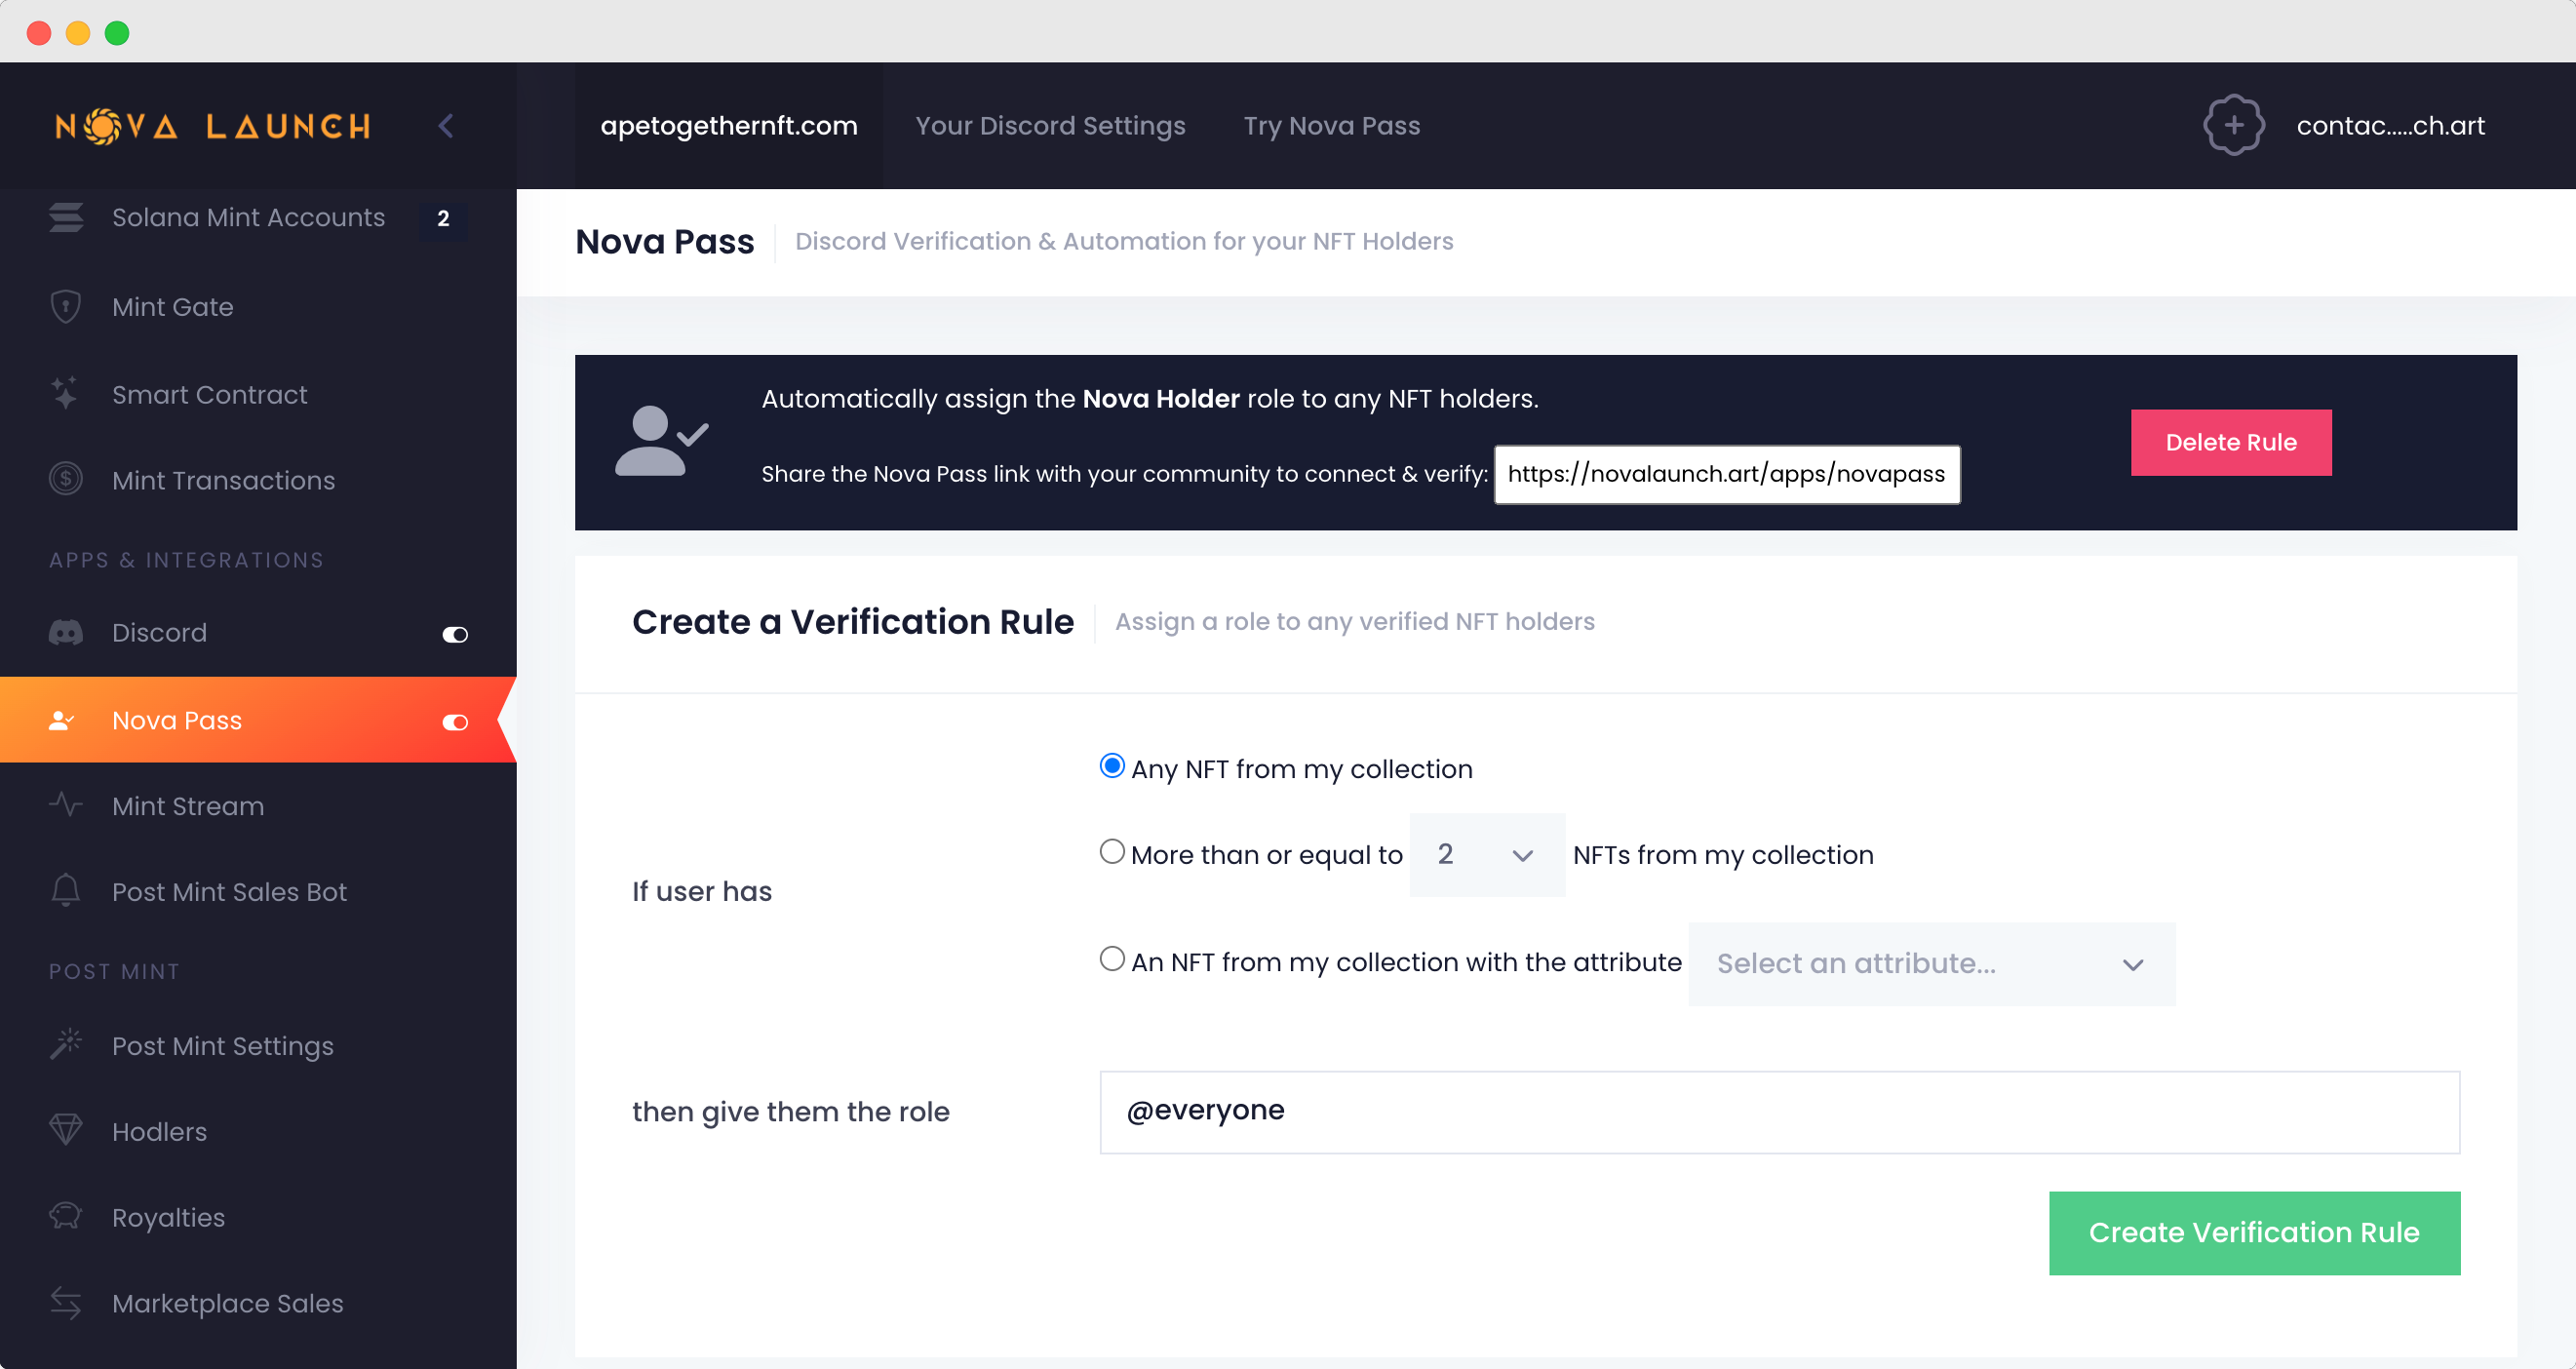 NOVA LAUNCH
apetogethernft.com
Your Discord Settings
Try Nova Pass
contac.....ch.art
Solana Mint Accounts 2
Mint Gate
Smart Contract
Mint Transactions
APPS & INTEGRATIONS
Discord
Nova Pass
Mint Stream
Post Mint Sales Bot
POST MINT
Post Mint Settings
Hodlers
Royalties
Marketplace Sales
Nova Pass
Discord Verification & Automation for your NFT Holders
Automatically assign the Nova Holder role to any NFT holders.
Share the Nova Pass link with your community to connect & verify: https://novalaunch.art/apps/novapass
Delete Rule
Create a Verification Rule
Assign a role to any verified NFT holders
If user has
Any NFT from my collection
More than or equal to 2 NFTs from my collection
An NFT from my collection with the attribute Select an attribute...
then give them the role
@everyone
Create Verification Rule